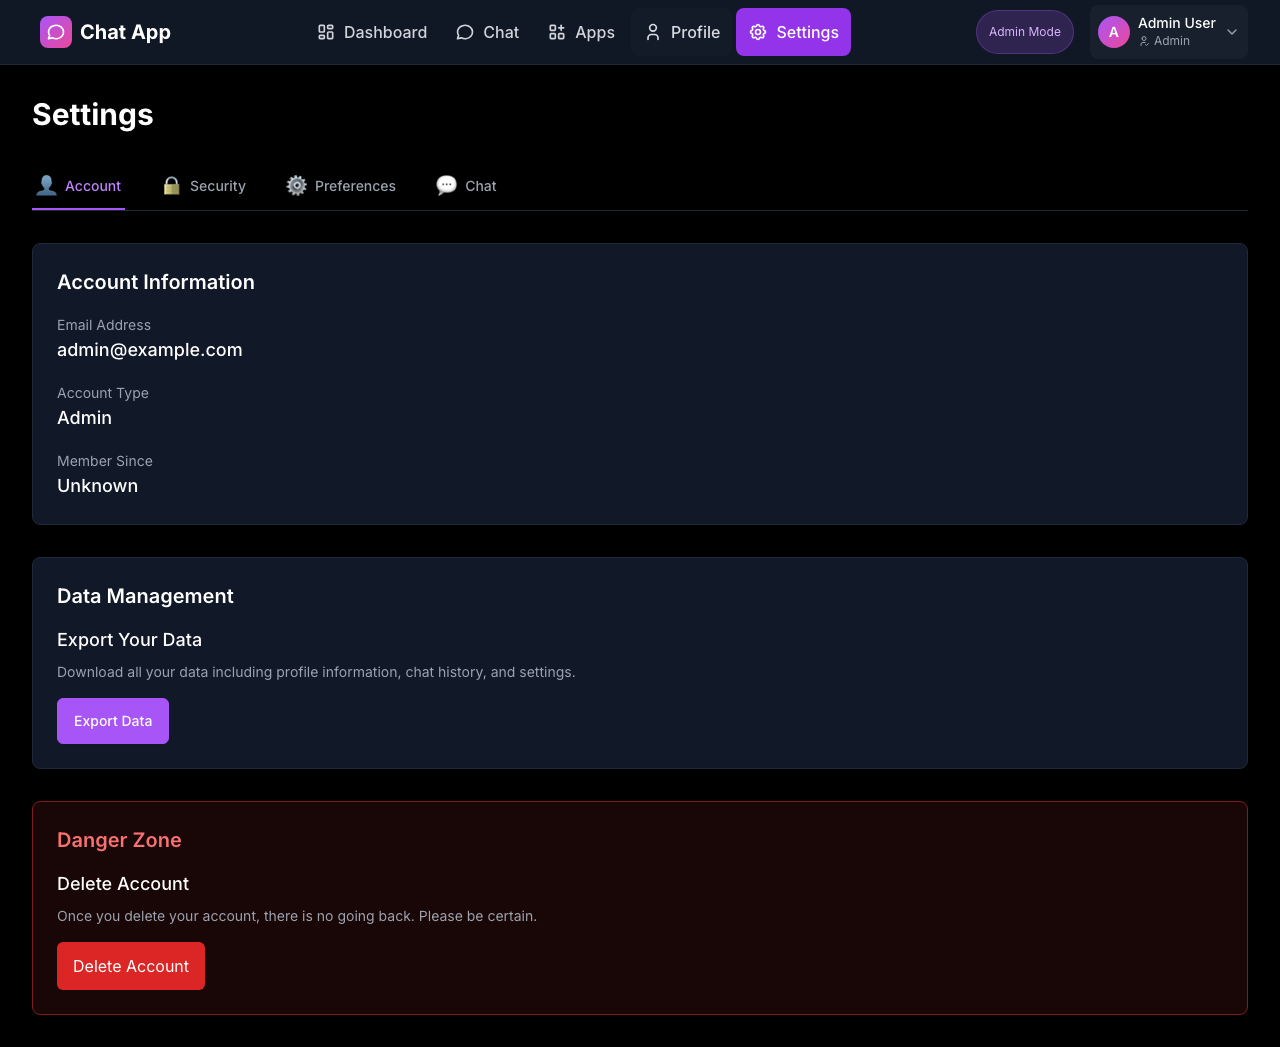 Chat App
Dashboard
Chat
Apps
Profile
Settings
Admin Mode
A
Admin User
Admin
Settings
Account
Security
Preferences
Chat
Account Information
Email Address
admin@example.com
Account Type
Admin
Member Since
Unknown
Data Management
Export Your Data
Download all your data including profile information, chat history, and settings.
Export Data
Danger Zone
Delete Account
Once you delete your account, there is no going back. Please be certain.
Delete Account